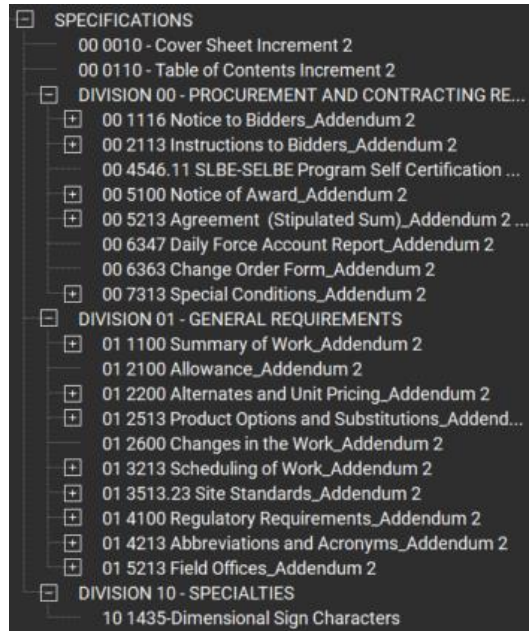 SPECIFICATIONS
00 0010 - Cover Sheet Increment 2
00 0110 - Table of Contents Increment 2
DIVISION 00 - PROCUREMENT AND CONTRACTING RE...
00 1116 Notice to Bidders_Addendum 2
00 2113 Instructions to Bidders_Addendum 2
00 4546.11 SLBE-SELBE Program Self Certification ...
00 5100 Notice of Award_Addendum 2
00 5213 Agreement (Stipulated Sum)_Addendum 2 ...
00 6347 Daily Force Account Report_Addendum 2
00 6363 Change Order Form_Addendum 2
00 7313 Special Conditions_Addendum 2
DIVISION 01 - GENERAL REQUIREMENTS
01 1100 Summary of Work_Addendum 2
01 2100 Allowance_Addendum 2
01 2200 Alternates and Unit Pricing_Addendum 2
01 2513 Product Options and Substitutions_Addend...
01 2600 Changes in the Work_Addendum 2
01 3213 Scheduling of Work_Addendum 2
01 3513.23 Site Standards_Addendum 2
01 4100 Regulatory Requirements_Addendum 2
01 4213 Abbreviations and Acronyms_Addendum 2
01 5213 Field Offices_Addendum 2
DIVISION 10 - SPECIALTIES
10 1435-Dimensional Sign Characters